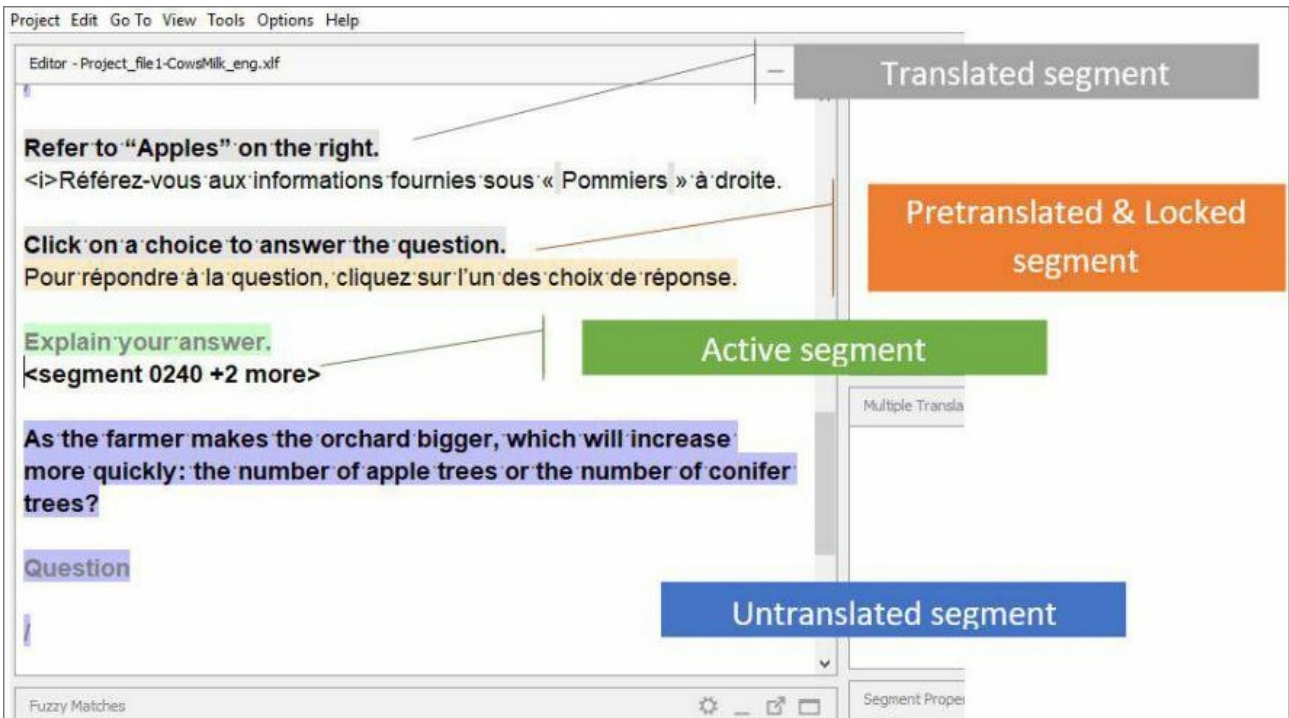 Project Edit Go To View Tools Options Help
Editor - Project_file1-CowsMilk_eng.xlf
Translated segment
/
Refer to “Apples” on the right.
<i>Référez-vous aux informations fournies sous « Pommiers » à droite.
Pretranslated & Locked
segment
Click on a choice to answer the question.
Pour répondre à la question, cliquez sur l’un des choix de réponse.
Explain your answer.
Active segment
<segment 0240 +2 more>
Multiple Transla
As the farmer makes the orchard bigger, which will increase
more quickly: the number of apple trees or the number of conifer
trees?
Question
Untranslated segment
/
Fuzzy Matches
Segment Proper